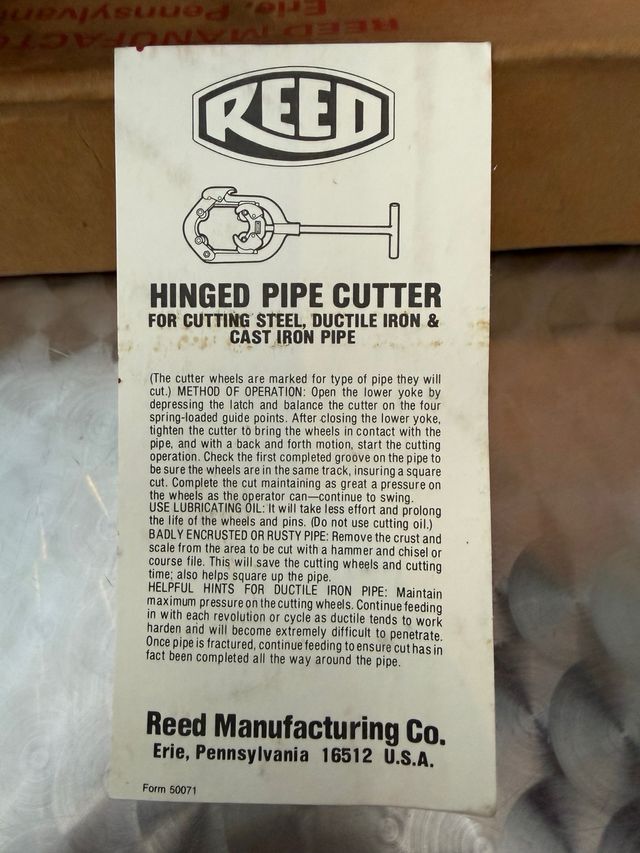 Erie, Pennsylvani
REED MANUFACT
REED
HINGED PIPE CUTTER
FOR CUTTING STEEL, DUCTILE IRON &
CAST IRON PIPE
(The cutter wheels are marked for type of pipe they will
cut.) METHOD OF OPERATION: Open the lower yoke by
depressing the latch and balance the cutter on the four
spring-loaded guide points. After closing the lower yoke,
tighten the cutter to bring the wheels in contact with the
pipe, and with a back and forth motion, start the cutting
operation. Check the first completed groove on the pipe to
be sure the wheels are in the same track, insuring a square
cut. Complete the cut maintaining as great a pressure on
the wheels as the operator can—continue to swing.
USE LUBRICATING OIL: It will take less effort and prolong
the life of the wheels and pins. (Do not use cutting oil.)
BADLY ENCRUSTED OR RUSTY PIPE: Remove the crust and
scale from the area to be cut with a hammer and chisel or
course file. This will save the cutting wheels and cutting
time; also helps square up the pipe.
HELPFUL HINTS FOR DUCTILE IRON PIPE: Maintain
maximum pressure on the cutting wheels. Continue feeding
in with each revolution or cycle as ductile tends to work
harden and will become extremely difficult to penetrate.
Once pipe is fractured, continue feeding to ensure cut has in
fact been completed all the way around the pipe.
Reed Manufacturing Co.
Erie, Pennsylvania 16512 U.S.A.
Form 50071